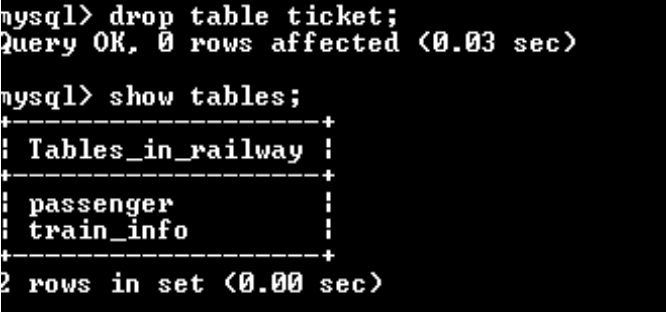 mysql> drop table ticket;
Query OK, 0 rows affected (0.03 sec)
mysql> show tables;
+-------------------+
| Tables_in_railway |
+-------------------+
| passenger         |
| train_info        |
+-------------------+
2 rows in set (0.00 sec)